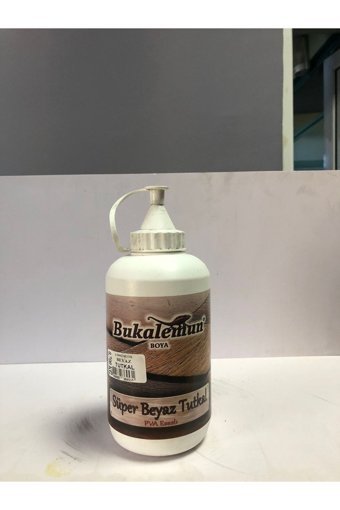 Bukalemun
BOYA
BEYAZ
TUTKAL
Süper Beyaz Tutkal
PVA Esaslı